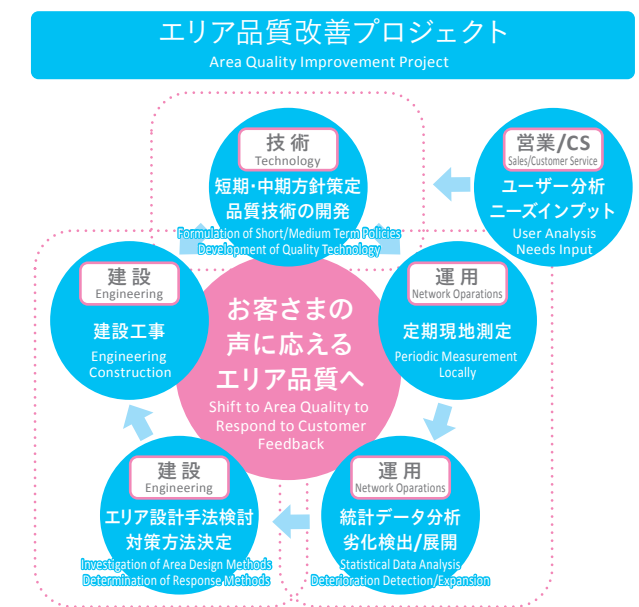 エリア品質改善プロジェクト
Area Quality Improvement Project
技術
Technology
短期・中期方針策定
品質技術の開発
Formulation of Short/Medium Term Policies
Development of Quality Technology
営業/CS
Sales/Customer Service
ユーザー分析
ニーズインプット
User Analysis
Needs Input
建設
Engineering
建設工事
Engineering
Construction
お客さまの
声に応える
エリア品質へ
Shift to Area Quality to
Respond to Customer
Feedback
運用
Network Oparations
定期現地測定
Periodic Measurement
Locally
建設
Engineering
エリア設計手法検討
対策方法決定
Investigation of Area Design Methods
Determination of Response Methods
運用
Network Oparations
統計データ分析
劣化検出/展開
Statistical Data Analysis
Deterioration Detection/Expansion